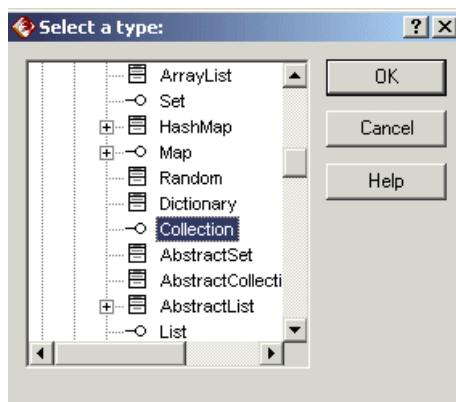 Select a type:
ArrayList
Set
HashMap
Map
Random
Dictionary
Collection
AbstractSet
AbstractCollecti
AbstractList
List
OK
Cancel
Help